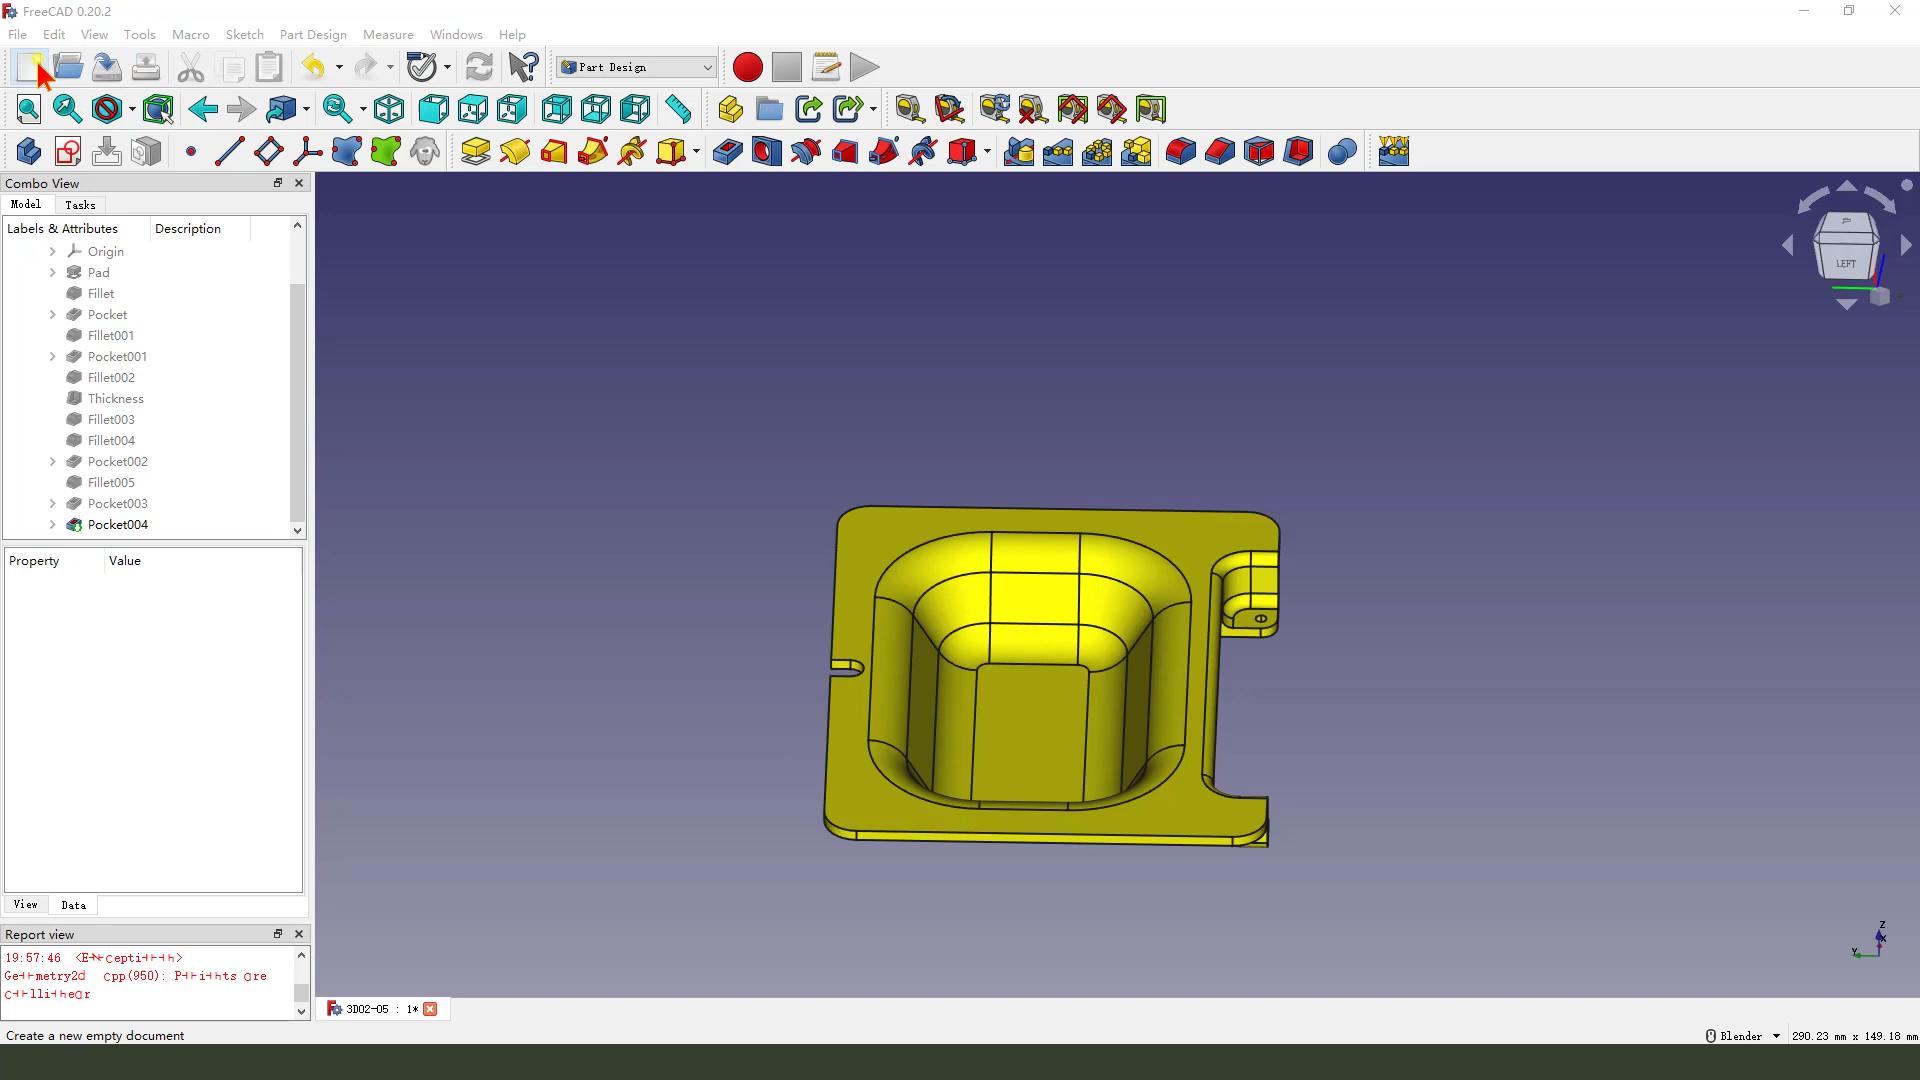 FreeCAD 0.20.2
File Edit View Tools Macro Sketch Part Design Measure Windows Help
Part Design
Combo View
Model Tasks
Labels & Attributes Description
Origin
Pad
Fillet
Pocket
Fillet001
Pocket001
Fillet002
Thickness
Fillet003
Fillet004
Pocket002
Fillet005
Pocket003
Pocket004
Property Value
View Data
Report view
19:57:46
cpp(950):
are
LEFT
Z
X
Y
3D02-05 : 1*
Create a new empty document
Blender 290.23 mm x 149.18 mm